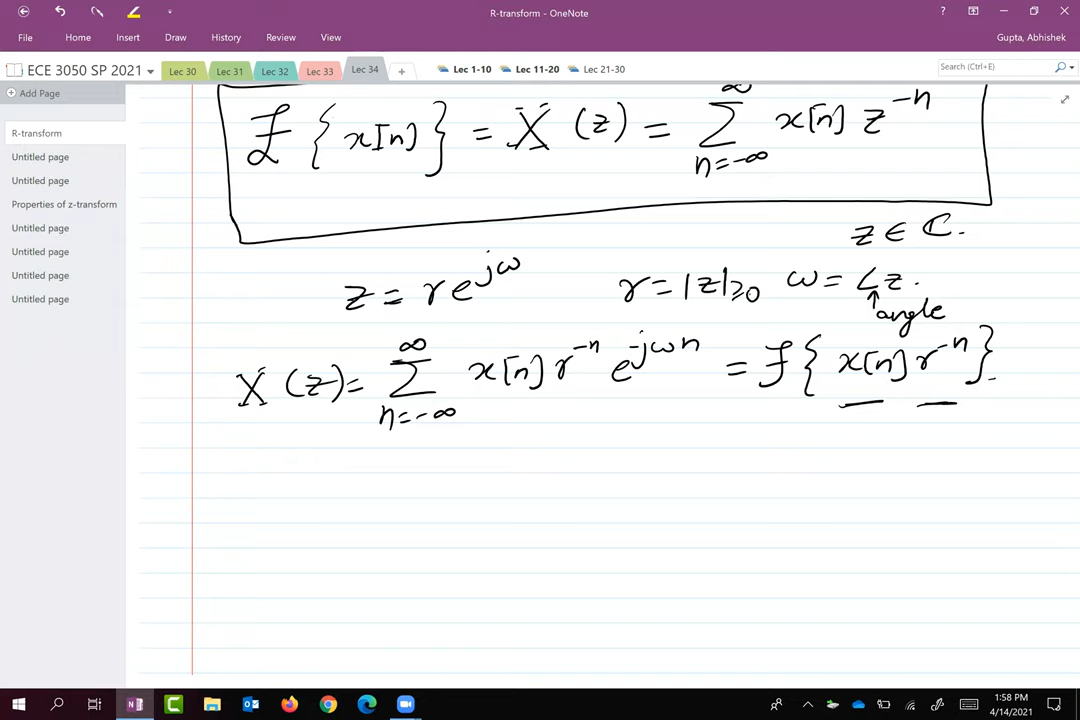 R-transform - OneNote
File Home Insert Draw History Review View
Gupta, Abhishek
ECE 3050 SP 2021
Lec 30 Lec 31 Lec 32 Lec 33 Lec 34
Lec 1-10 Lec 11-20 Lec 21-30
Search (Ctrl+E)
Add Page
R-transform
Untitled page
Untitled page
Properties of z-transform
Untitled page
Untitled page
Untitled page
Untitled page
Z { x[n] } = X (z) = ∑_{n=-∞}^{∞} x[n] z^{-n}
z ∈ ℂ.
z = r e^{jω} r = |z| ≥ 0 ω = ∠z.
↑ angle
X (z) = ∑_{n=-∞}^{∞} x[n] r^{-n} e^{-jωn} = F { x[n] r^{-n} }.
1:58 PM
4/14/2021